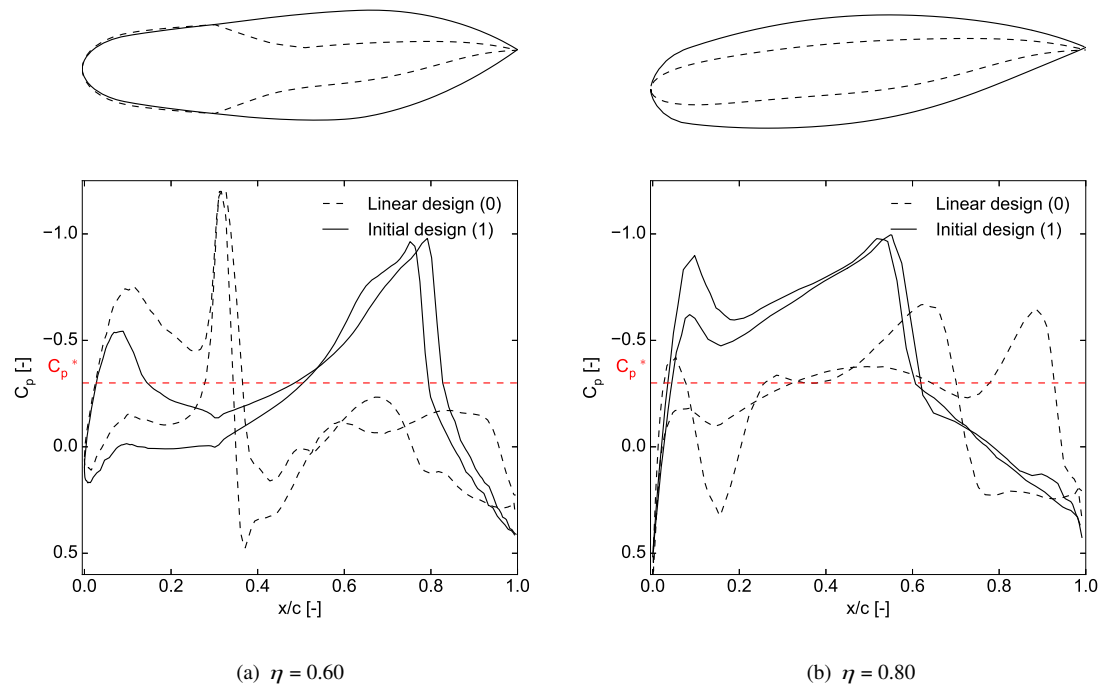 Linear design (0)
Initial design (1)
−1.0
−0.5
0.0
0.5
C_p *
C_p [-]
0.0 0.2 0.4 0.6 0.8 1.0
x/c [-]
(a) η = 0.60
Linear design (0)
Initial design (1)
−1.0
−0.5
0.0
0.5
C_p *
C_p [-]
0.0 0.2 0.4 0.6 0.8 1.0
x/c [-]
(b) η = 0.80